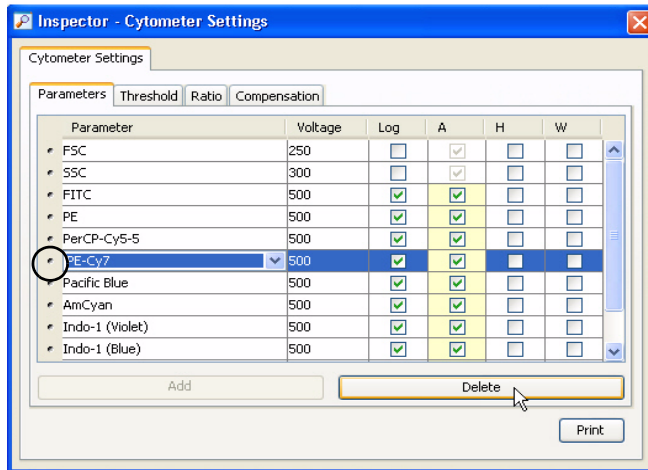 Inspector - Cytometer Settings
Cytometer Settings
Parameters Threshold Ratio Compensation
Parameter Voltage Log A H W
FSC 250
SSC 300
FITC 500
PE 500
PerCP-Cy5-5 500
PE-Cy7 500
Pacific Blue 500
AmCyan 500
Indo-1 (Violet) 500
Indo-1 (Blue) 500
Add Delete
Print